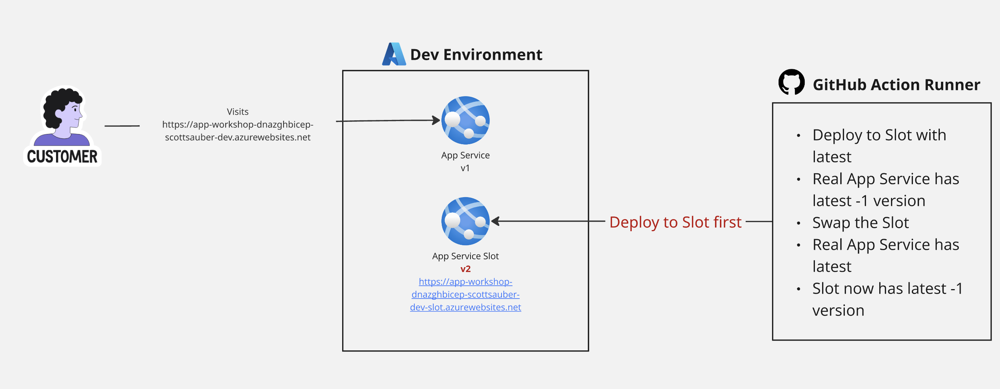 Dev Environment
GitHub Action Runner
CUSTOMER
Visits
https://app-workshop-dnazghbicep-
scottsauber-dev.azurewebsites.net
App Service
v1
App Service Slot
v2
https://app-workshop-
dnazghbicep-scottsauber-
dev-slot.azurewebsites.net
Deploy to Slot first
• Deploy to Slot with
latest
• Real App Service has
latest -1 version
• Swap the Slot
• Real App Service has
latest
• Slot now has latest -1
version